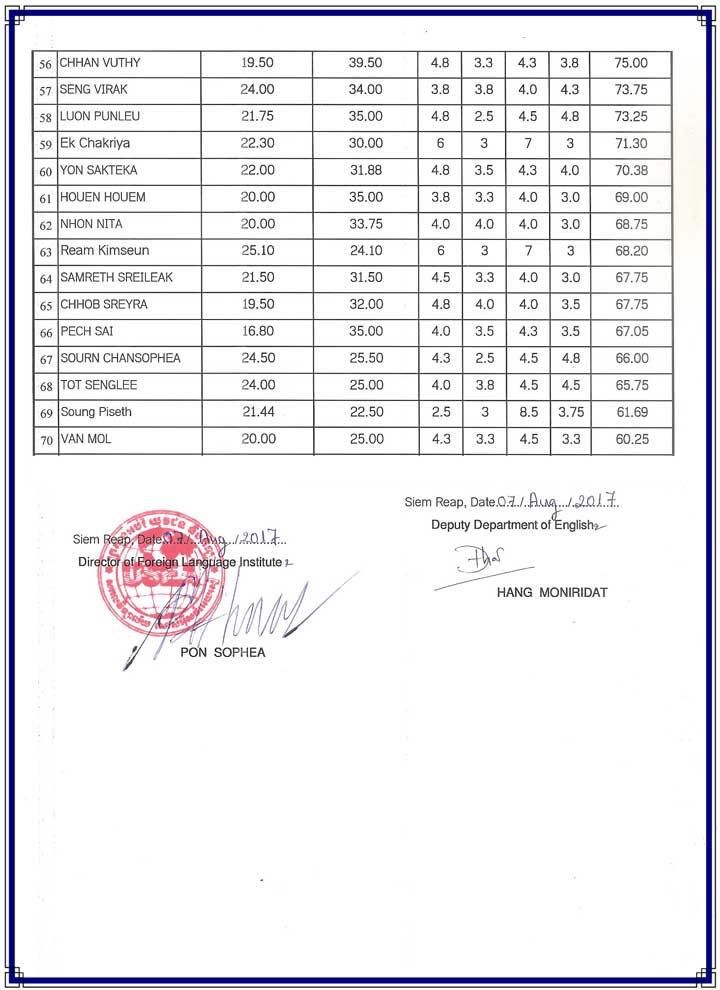 56 CHHAN VUTHY 19.50 39.50 4.8 3.3 4.3 3.8 75.00
57 SENG VIRAK 24.00 34.00 3.8 3.8 4.0 4.3 73.75
58 LUON PUNLEU 21.75 35.00 4.8 2.5 4.5 4.8 73.25
59 Ek Chakriya 22.30 30.00 6 3 7 3 71.30
60 YON SAKTEKA 22.00 31.88 4.8 3.5 4.3 4.0 70.38
61 HOUEN HOUEM 20.00 35.00 3.8 3.3 4.0 3.0 69.00
62 NHON NITA 20.00 33.75 4.0 4.0 4.0 3.0 68.75
63 Ream Kimseun 25.10 24.10 6 3 7 3 68.20
64 SAMRETH SREILEAK 21.50 31.50 4.5 3.3 4.0 3.0 67.75
65 CHHOB SREYRA 19.50 32.00 4.8 4.0 4.0 3.5 67.75
66 PECH SAI 16.80 35.00 4.0 3.5 4.3 3.5 67.05
67 SOURN CHANSOPHEA 24.50 25.50 4.3 2.5 4.5 4.8 66.00
68 TOT SENGLEE 24.00 25.00 4.0 3.8 4.5 4.5 65.75
69 Soung Piseth 21.44 22.50 2.5 3 8.5 3.75 61.69
70 VAN MOL 20.00 25.00 4.3 3.3 4.5 3.3 60.25
Siem Reap, Date 07/Aug/2017
Deputy Department of English
HANG MONIRIDAT
Siem Reap, Date 07/Aug/2017
Director of Foreign Language Institute
USEA
PON SOPHEA